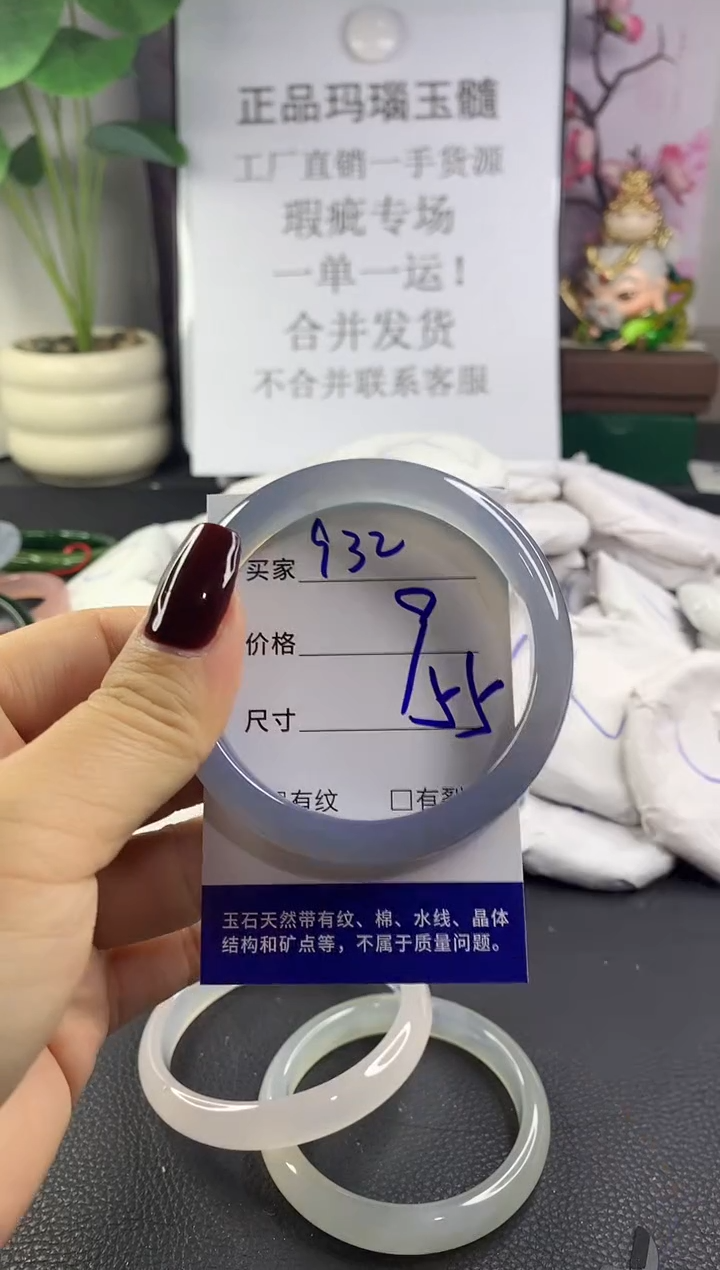 正品玛瑙玉髓
工厂直销一手货源
瑕疵专场
一单一运！
合并发货
不合并联系客服
买家 932
价格 9
尺寸 55
有纹 □有裂
玉石天然带有纹、棉、水线、晶体
结构和矿点等，不属于质量问题。